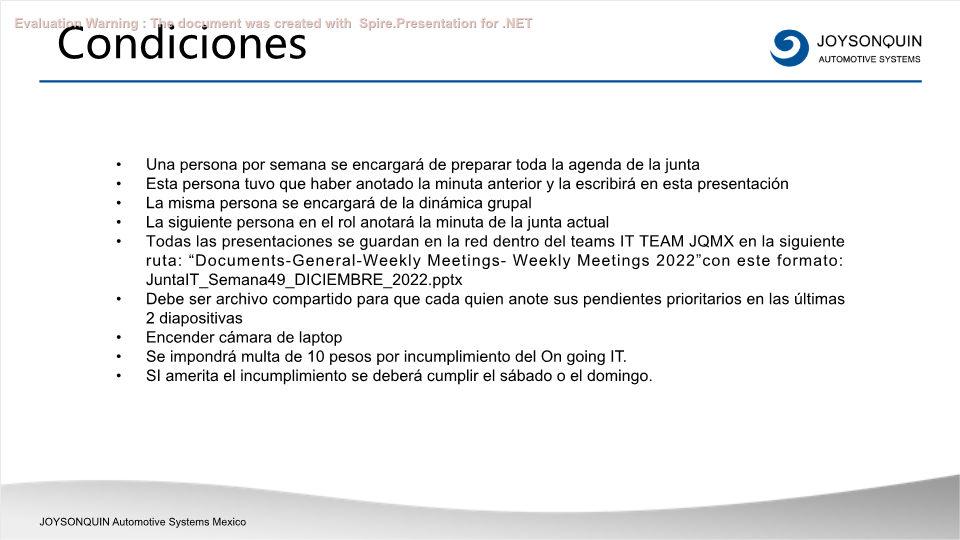 Evaluation Warning : The document was created with Spire.Presentation for .NET
Condiciones
JOYSONQUIN
AUTOMOTIVE SYSTEMS
• Una persona por semana se encargará de preparar toda la agenda de la junta
• Esta persona tuvo que haber anotado la minuta anterior y la escribirá en esta presentación
• La misma persona se encargará de la dinámica grupal
• La siguiente persona en el rol anotará la minuta de la junta actual
• Todas las presentaciones se guardan en la red dentro del teams IT TEAM JQMX en la siguiente
ruta: “Documents-General-Weekly Meetings- Weekly Meetings 2022”con este formato:
JuntaIT_Semana49_DICIEMBRE_2022.pptx
• Debe ser archivo compartido para que cada quien anote sus pendientes prioritarios en las últimas
2 diapositivas
• Encender cámara de laptop
• Se impondrá multa de 10 pesos por incumplimiento del On going IT.
• SI amerita el incumplimiento se deberá cumplir el sábado o el domingo.
JOYSONQUIN Automotive Systems Mexico